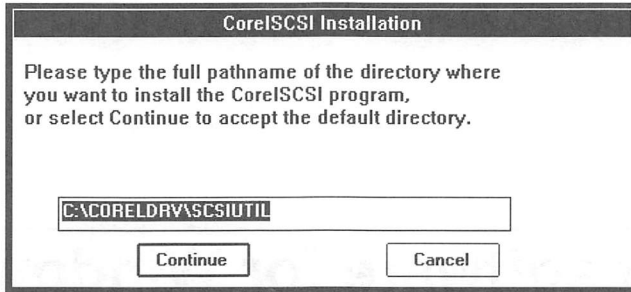 CorelSCSI Installation
Please type the full pathname of the directory where
you want to install the CorelSCSI program,
or select Continue to accept the default directory.
C:\CORELDRV\SCSIUTIL
Continue
Cancel